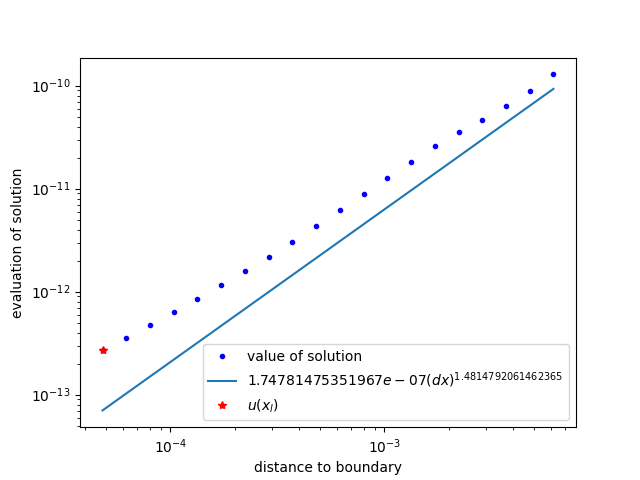 10⁻¹⁰
10⁻¹¹
10⁻¹²
10⁻¹³
evaluation of solution
value of solution
1.74781475351967e − 07(dx)^1.4814792061462365
u(x_l)
10⁻⁴
10⁻³
distance to boundary